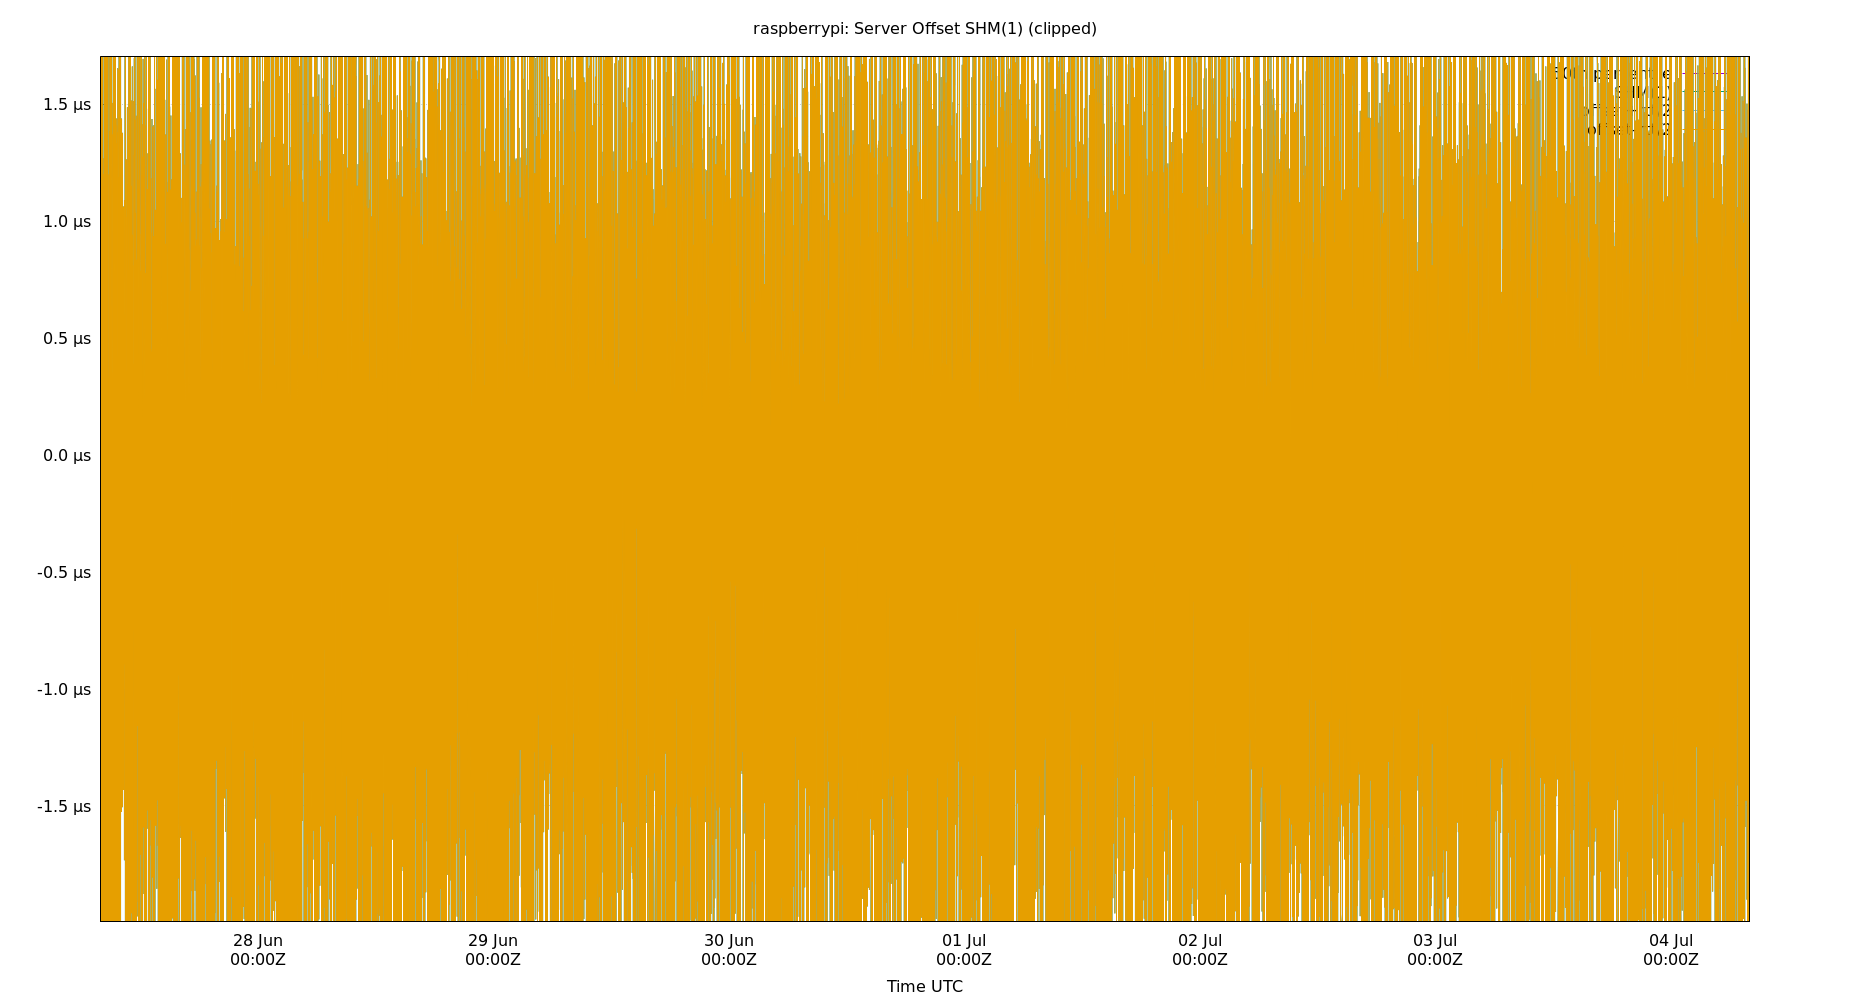 raspberrypi: Server Offset SHM(1) (clipped)
1.5 µs
1.0 µs
0.5 µs
0.0 µs
-0.5 µs
-1.0 µs
-1.5 µs
28 Jun 29 Jun 30 Jun 01 Jul 02 Jul 03 Jul 04 Jul
00:00Z 00:00Z 00:00Z 00:00Z 00:00Z 00:00Z 00:00Z
Time UTC